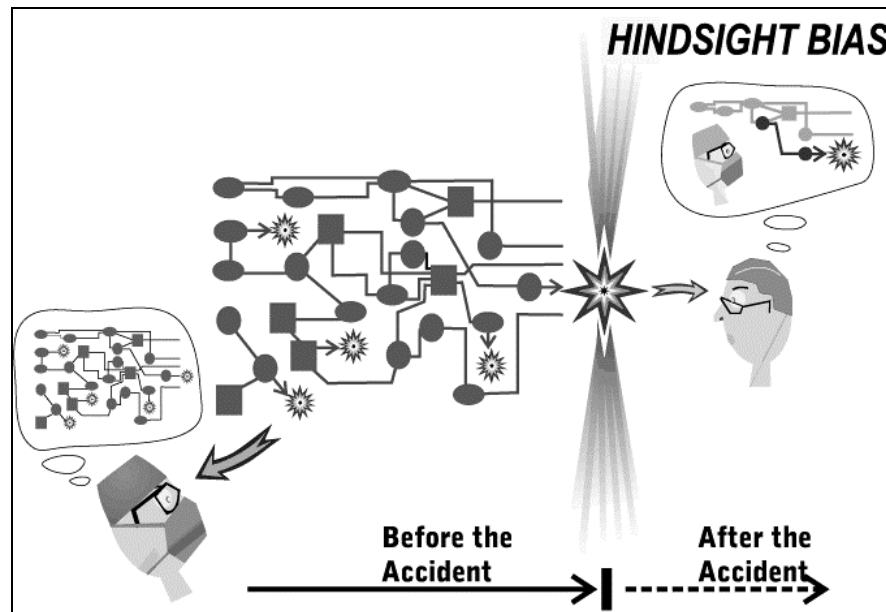 HINDSIGHT BIAS
Before the
Accident
After the
Accident